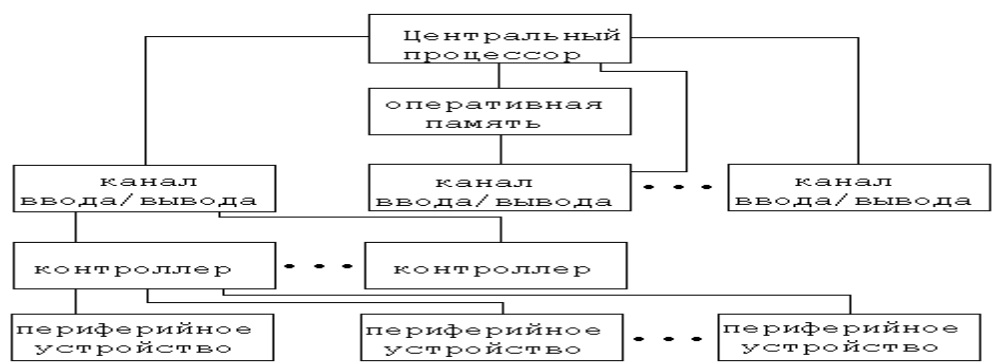 Центральный
процессор
оперативная
память
канал
ввода/вывода
канал
ввода/вывода
канал
ввода/вывода
контроллер
контроллер
периферийное
устройство
периферийное
устройство
периферийное
устройство